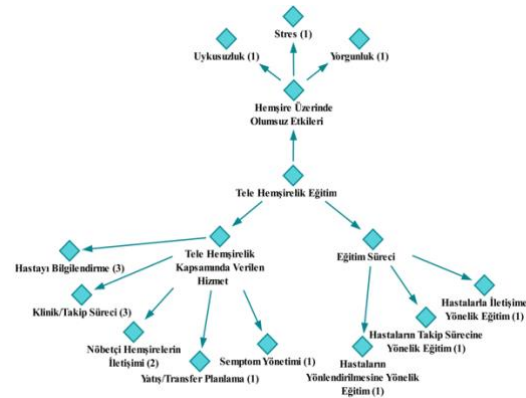 Stres (1)
Uykusuzluk (1)
Yorgunluk (1)
Hemşire Üzerinde
Olumsuz Etkileri
Tele Hemşirelik Eğitim
Tele Hemşirelik
Kapsamında Verilen
Hizmet
Eğitim Süreci
Hastayı Bilgilendirme (3)
Klinik/Takip Süreci (3)
Nöbetçi Hemşirelerin
İletişimi (2)
Yatış/Transfer Planlama (1)
Semptom Yönetimi (1)
Hastaların
Yönlendirilmesine Yönelik
Eğitim (1)
Hastaların Takip Sürecine
Yönelik Eğitim (1)
Hastalarla İletişime
Yönelik Eğitim (1)